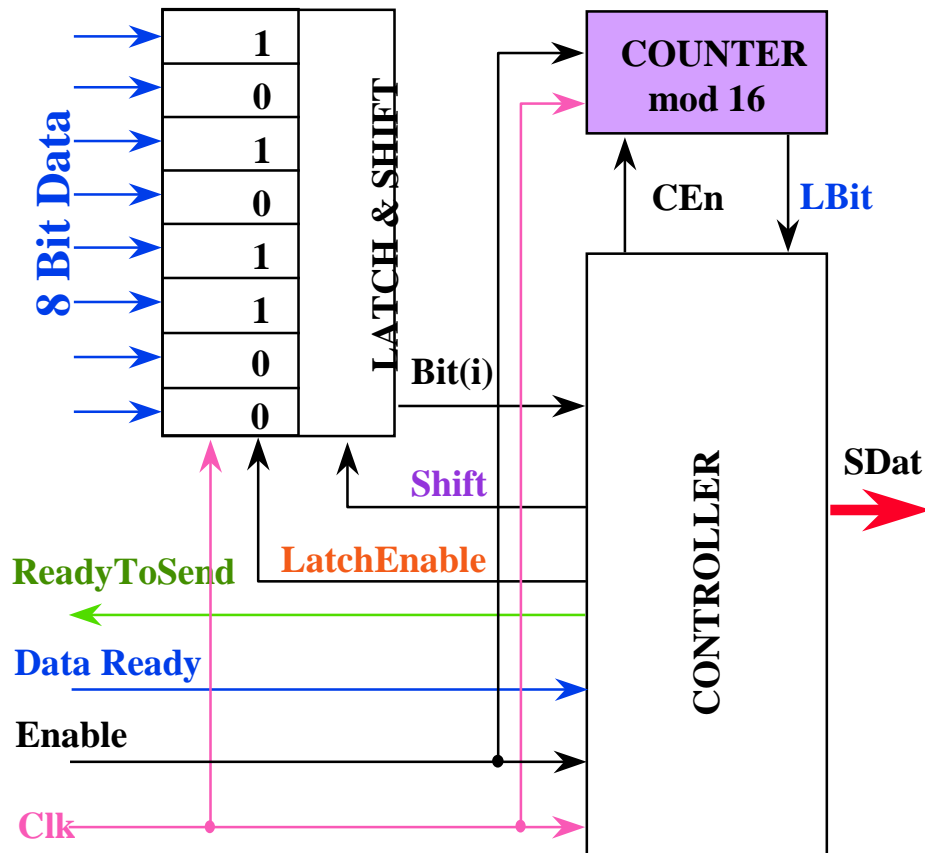 8 Bit Data
1
0
1
0
1
1
0
0
LATCH & SHIFT
COUNTER
mod 16
CEn
LBit
Bit(i)
Shift
LatchEnable
ReadyToSend
Data Ready
Enable
Clk
CONTROLLER
SDat